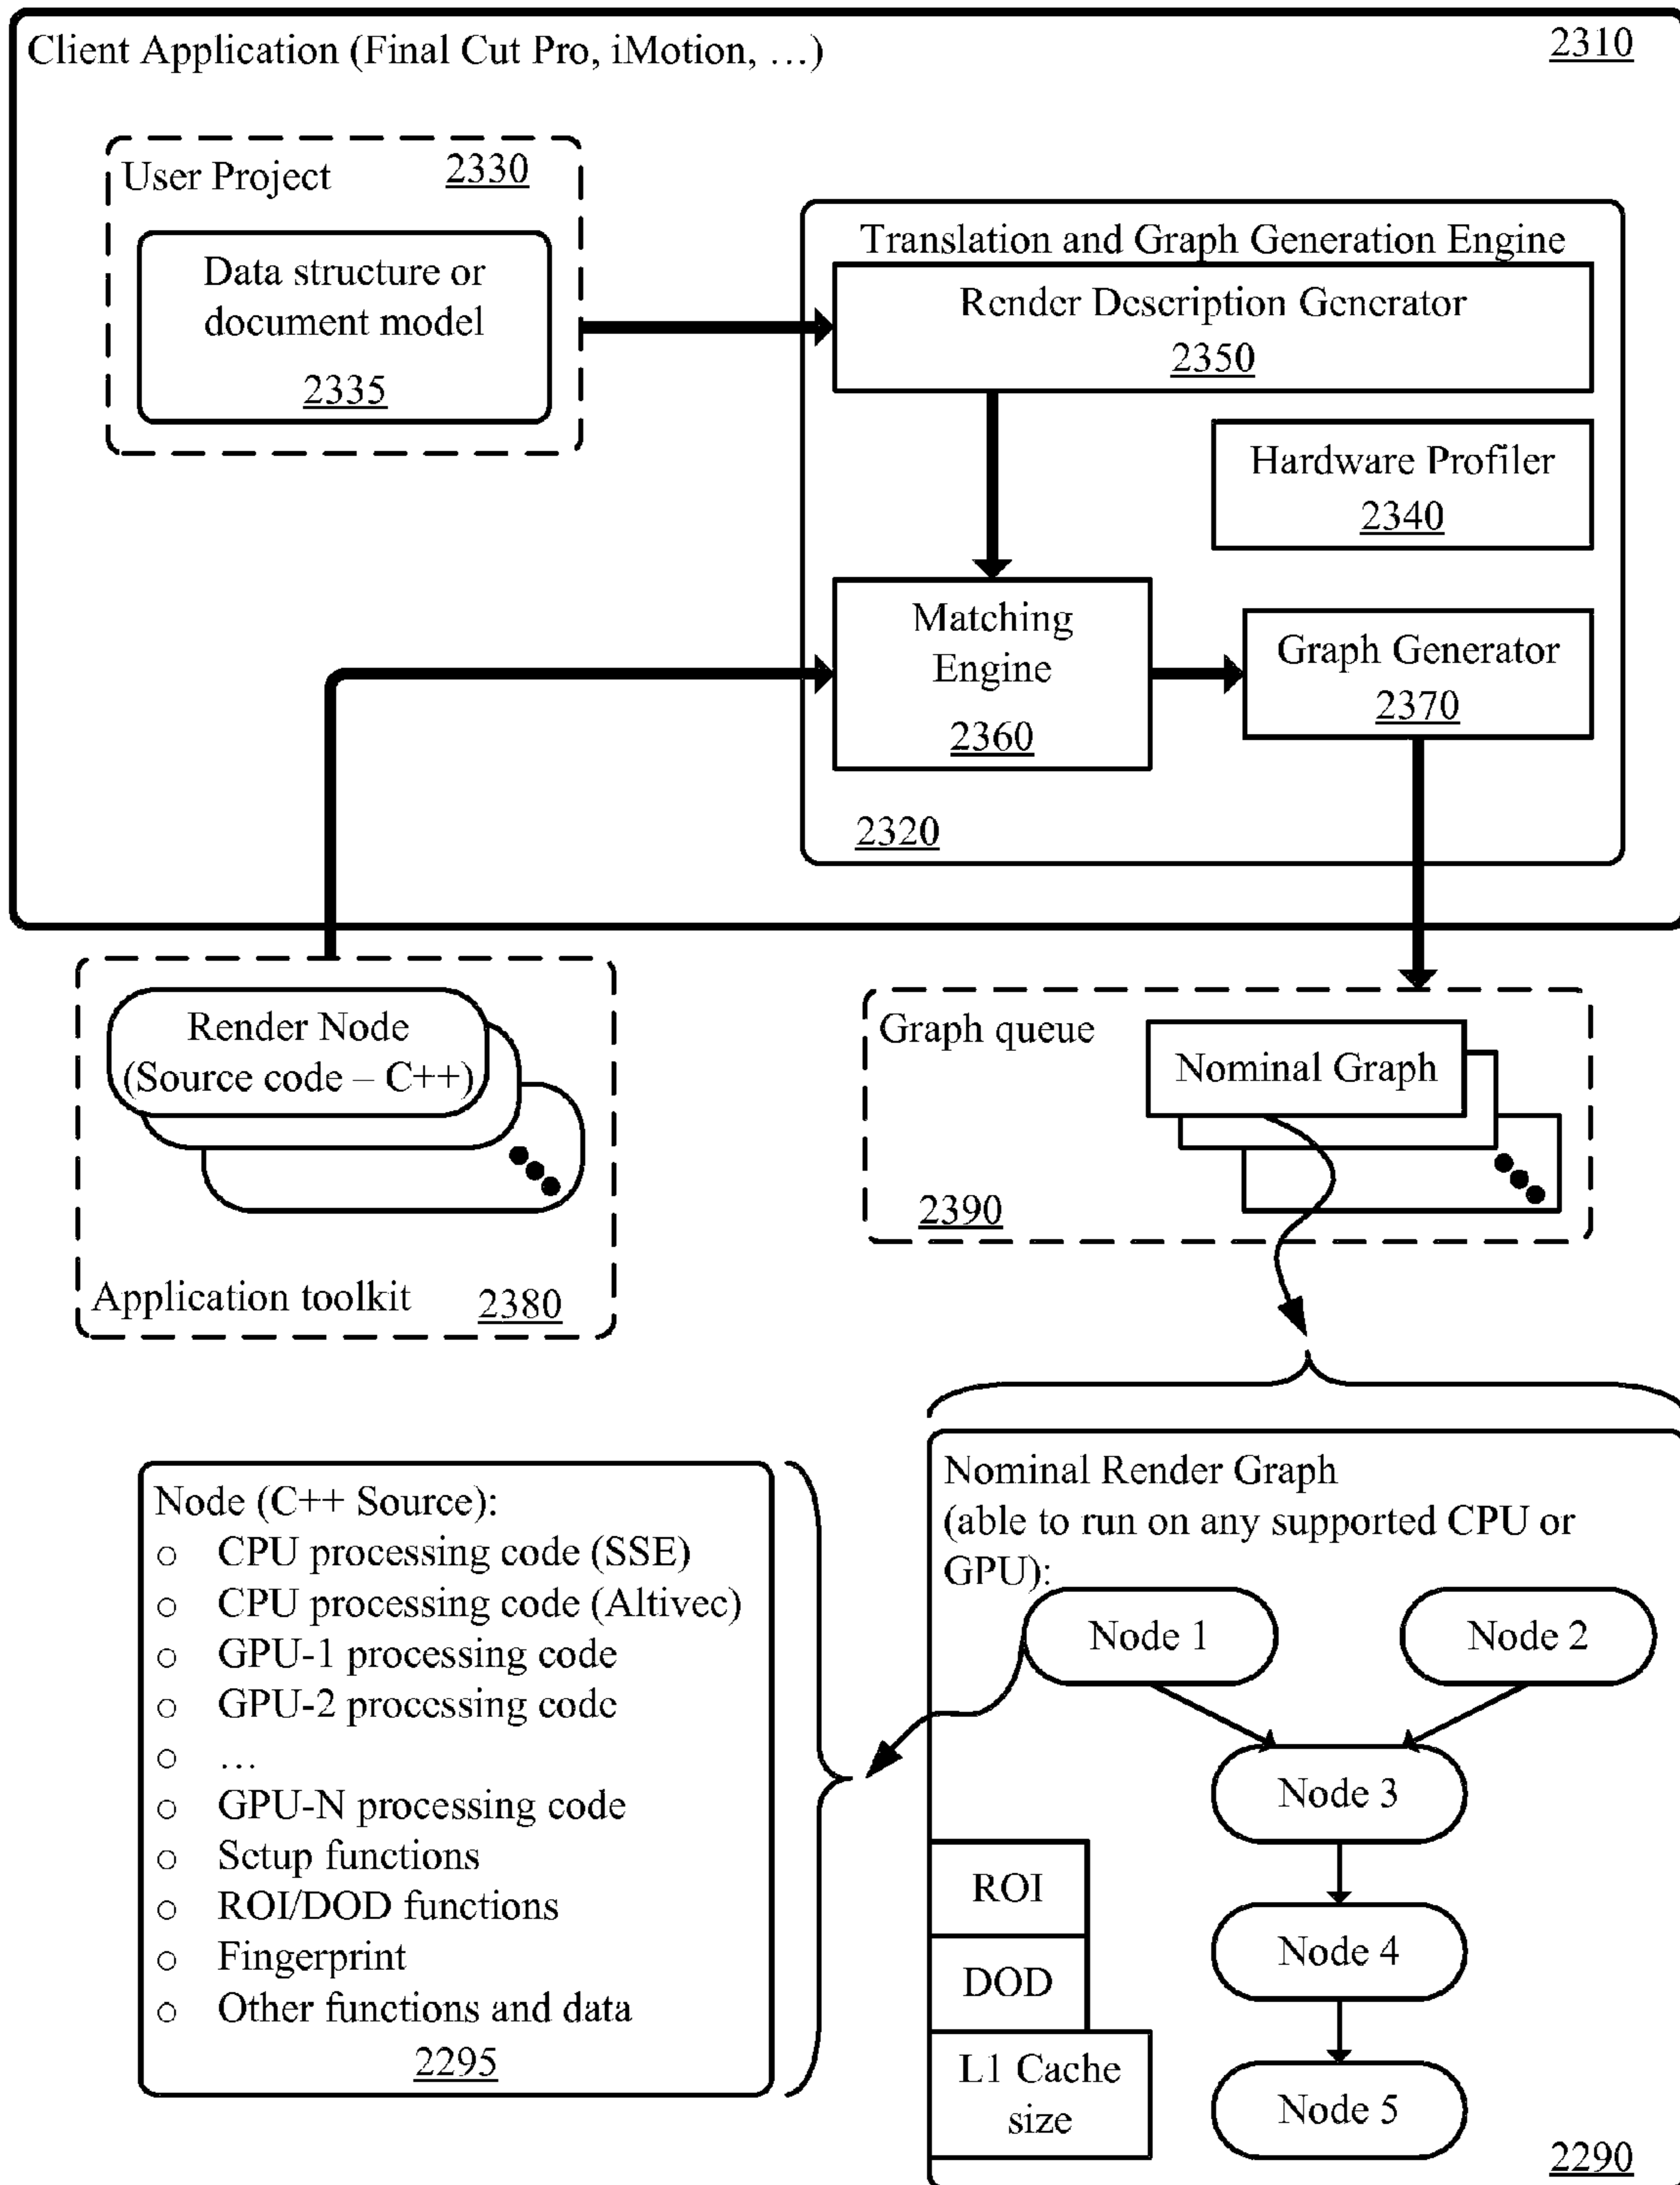 Client Application (Final Cut Pro, iMotion, …)
2310
User Project
2330
Data structure or
document model
2335
Translation and Graph Generation Engine
Render Description Generator
2350
Hardware Profiler
2340
Matching
Engine
2360
Graph Generator
2370
2320
Render Node
(Source code – C++)
Application toolkit
2380
Graph queue
Nominal Graph
2390
Node (C++ Source):
○ CPU processing code (SSE)
○ CPU processing code (Altivec)
○ GPU-1 processing code
○ GPU-2 processing code
○ …
○ GPU-N processing code
○ Setup functions
○ ROI/DOD functions
○ Fingerprint
○ Other functions and data
2295
Nominal Render Graph
(able to run on any supported CPU or
GPU):
Node 1
Node 2
Node 3
Node 4
Node 5
ROI
DOD
L1 Cache
size
2290